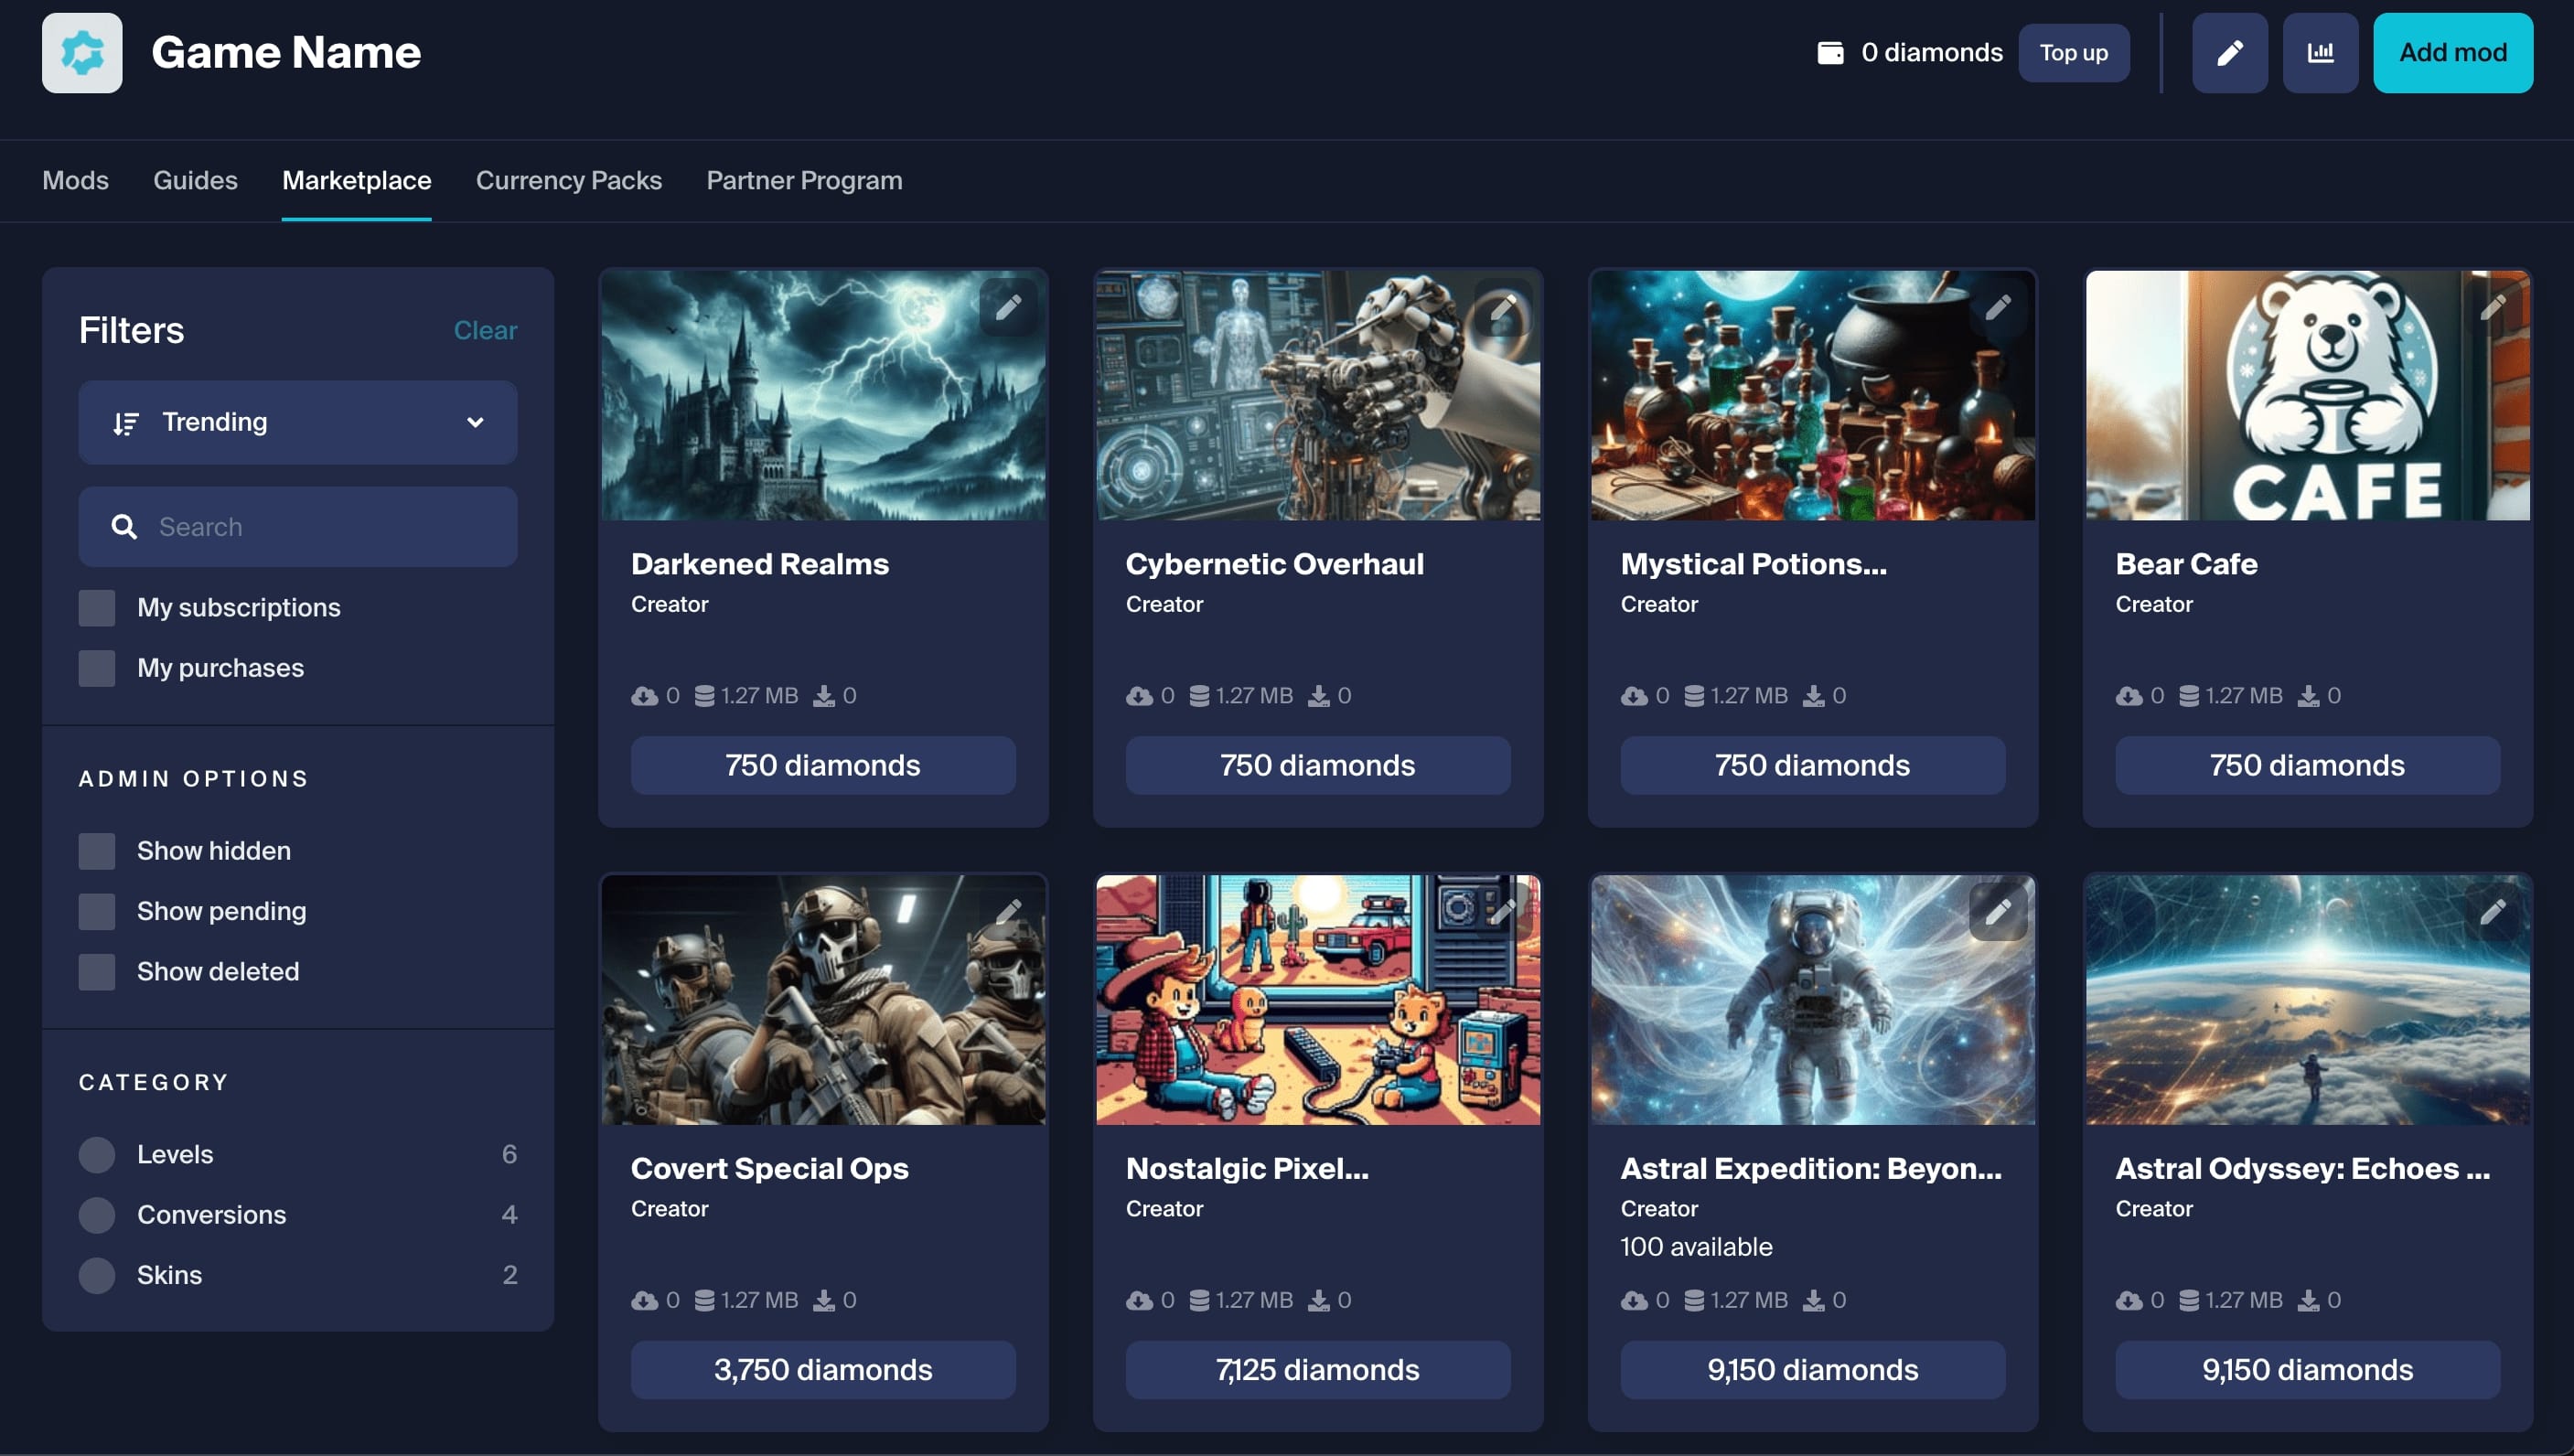 Game Name
0 diamonds
Top up
Add mod
Mods
Guides
Marketplace
Currency Packs
Partner Program
Filters
Clear
Trending
Search
My subscriptions
My purchases
ADMIN OPTIONS
Show hidden
Show pending
Show deleted
CATEGORY
Levels 6
Conversions 4
Skins 2
Darkened Realms
Creator
0 1.27 MB 0
750 diamonds
Cybernetic Overhaul
Creator
0 1.27 MB 0
750 diamonds
Mystical Potions...
Creator
0 1.27 MB 0
750 diamonds
CAFE
Bear Cafe
Creator
0 1.27 MB 0
750 diamonds
Covert Special Ops
Creator
0 1.27 MB 0
3,750 diamonds
Nostalgic Pixel...
Creator
0 1.27 MB 0
7,125 diamonds
Astral Expedition: Beyon...
Creator
100 available
0 1.27 MB 0
9,150 diamonds
Astral Odyssey: Echoes ...
Creator
0 1.27 MB 0
9,150 diamonds